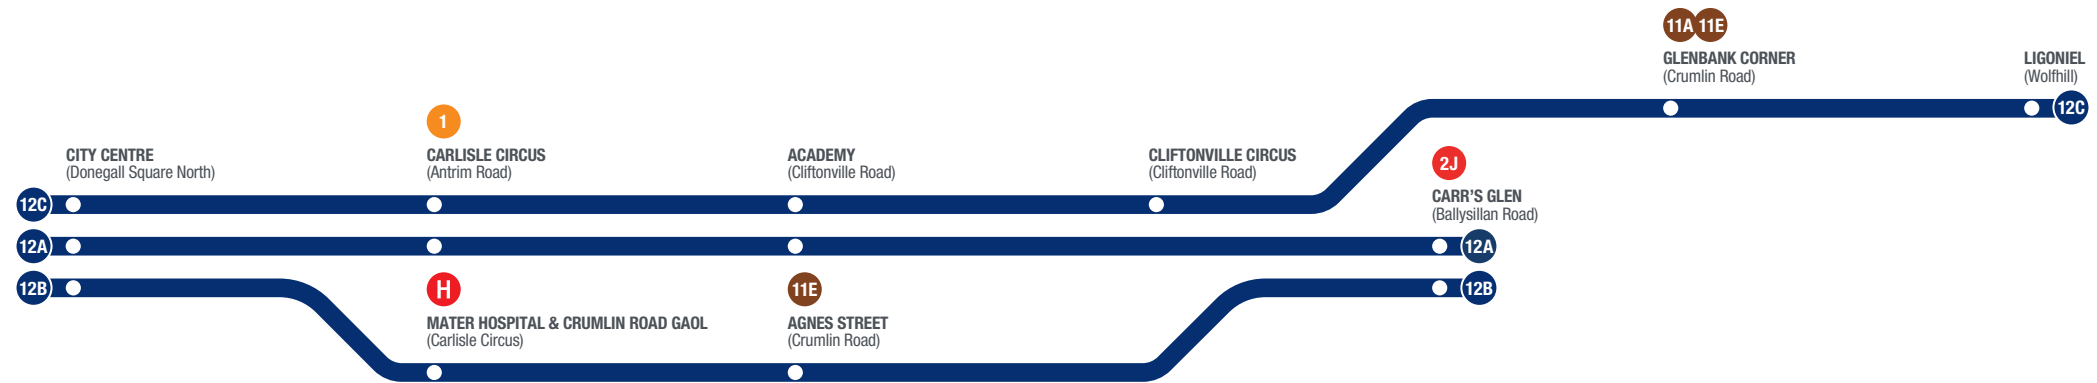 11A 11E
GLENBANK CORNER
(Crumlin Road)
LIGONIEL
(Wolfhill)
12C
1
CITY CENTRE
(Donegall Square North)
CARLISLE CIRCUS
(Antrim Road)
ACADEMY
(Cliftonville Road)
CLIFTONVILLE CIRCUS
(Cliftonville Road)
2J
CARR'S GLEN
(Ballysillan Road)
12C
12A
12A
12B
H
11E
12B
MATER HOSPITAL & CRUMLIN ROAD GAOL
(Carlisle Circus)
AGNES STREET
(Crumlin Road)